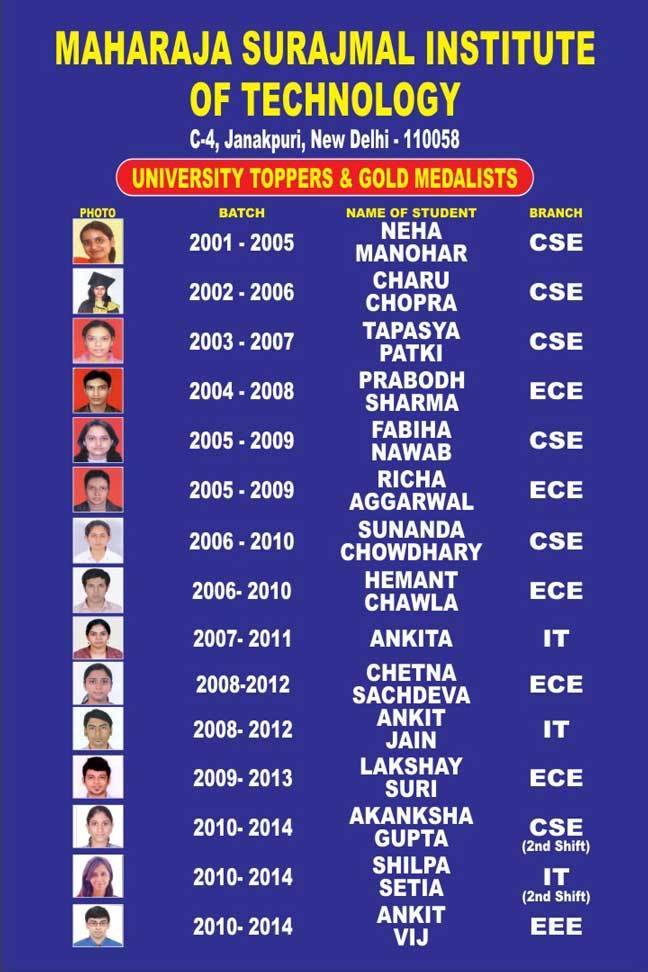 MAHARAJA SURAJMAL INSTITUTE
OF TECHNOLOGY
C-4, Janakpuri, New Delhi - 110058
UNIVERSITY TOPPERS & GOLD MEDALISTS
PHOTO BATCH NAME OF STUDENT BRANCH
2001 - 2005 NEHA MANOHAR CSE
2002 - 2006 CHARU CHOPRA CSE
2003 - 2007 TAPASYA PATKI CSE
2004 - 2008 PRABODH SHARMA ECE
2005 - 2009 FABIHA NAWAB CSE
2005 - 2009 RICHA AGGARWAL ECE
2006 - 2010 SUNANDA CHOWDHARY CSE
2006- 2010 HEMANT CHAWLA ECE
2007- 2011 ANKITA IT
2008-2012 CHETNA SACHDEVA ECE
2008- 2012 ANKIT JAIN IT
2009- 2013 LAKSHAY SURI ECE
2010- 2014 AKANKSHA GUPTA CSE (2nd Shift)
2010- 2014 SHILPA SETIA IT (2nd Shift)
2010- 2014 ANKIT VIJ EEE